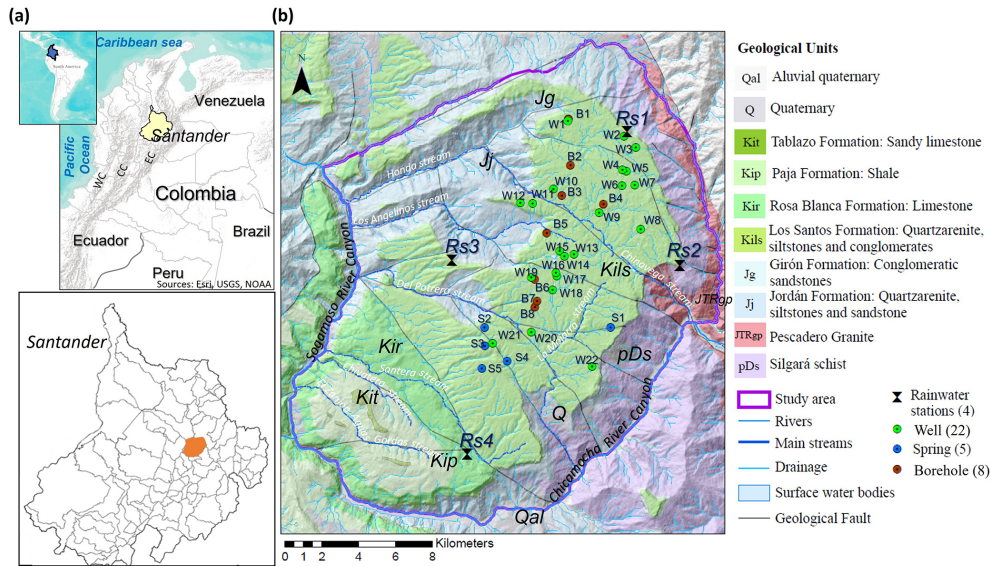 (a)
Caribbean sea
South America
Venezuela
Santander
Pacific
Ocean
WC
CC
EC
Colombia
Ecuador
Brazil
Peru
Sources: Esri, USGS, NOAA
Santander
(b)
N
Jg
B1
W1
Rs1
W2
W3
Jj
B2
W4
W5
Honda stream
W10
W6
W7
W11
B3
W12
B4
Los Angelinos stream
W9
B5
W8
Rs3
W15
W13
Rs2
W16
W14
Kils
W19
W17
Sogamoso River Canyon
B6
W18
Del Potrero
JTRgp
B7
B8
S2
S1
W20
W21
Kir
S3
pDs
S4
S5
W22
Santera stream
Kit
Q
Chicamocha River Canyon
Rs4
Kip
Qal
Kilometers
0 1 2 4 6 8
Geological Units
Qal Aluvial quaternary
Q Quaternary
Kit Tablazo Formation: Sandy limestone
Kip Paja Formation: Shale
Kir Rosa Blanca Formation: Limestone
Kils Los Santos Formation: Quartzarenite,
siltstones and conglomerates
Jg Girón Formation: Conglomeratic
sandstones
Jj Jordán Formation: Quartzarenite,
siltstones and sandstone
JTRgp Pescadero Granite
pDs Silgará schist
Study area
Rivers
Main streams
Drainage
Surface water bodies
Geological Fault
Rainwater
stations (4)
Well (22)
Spring (5)
Borehole (8)